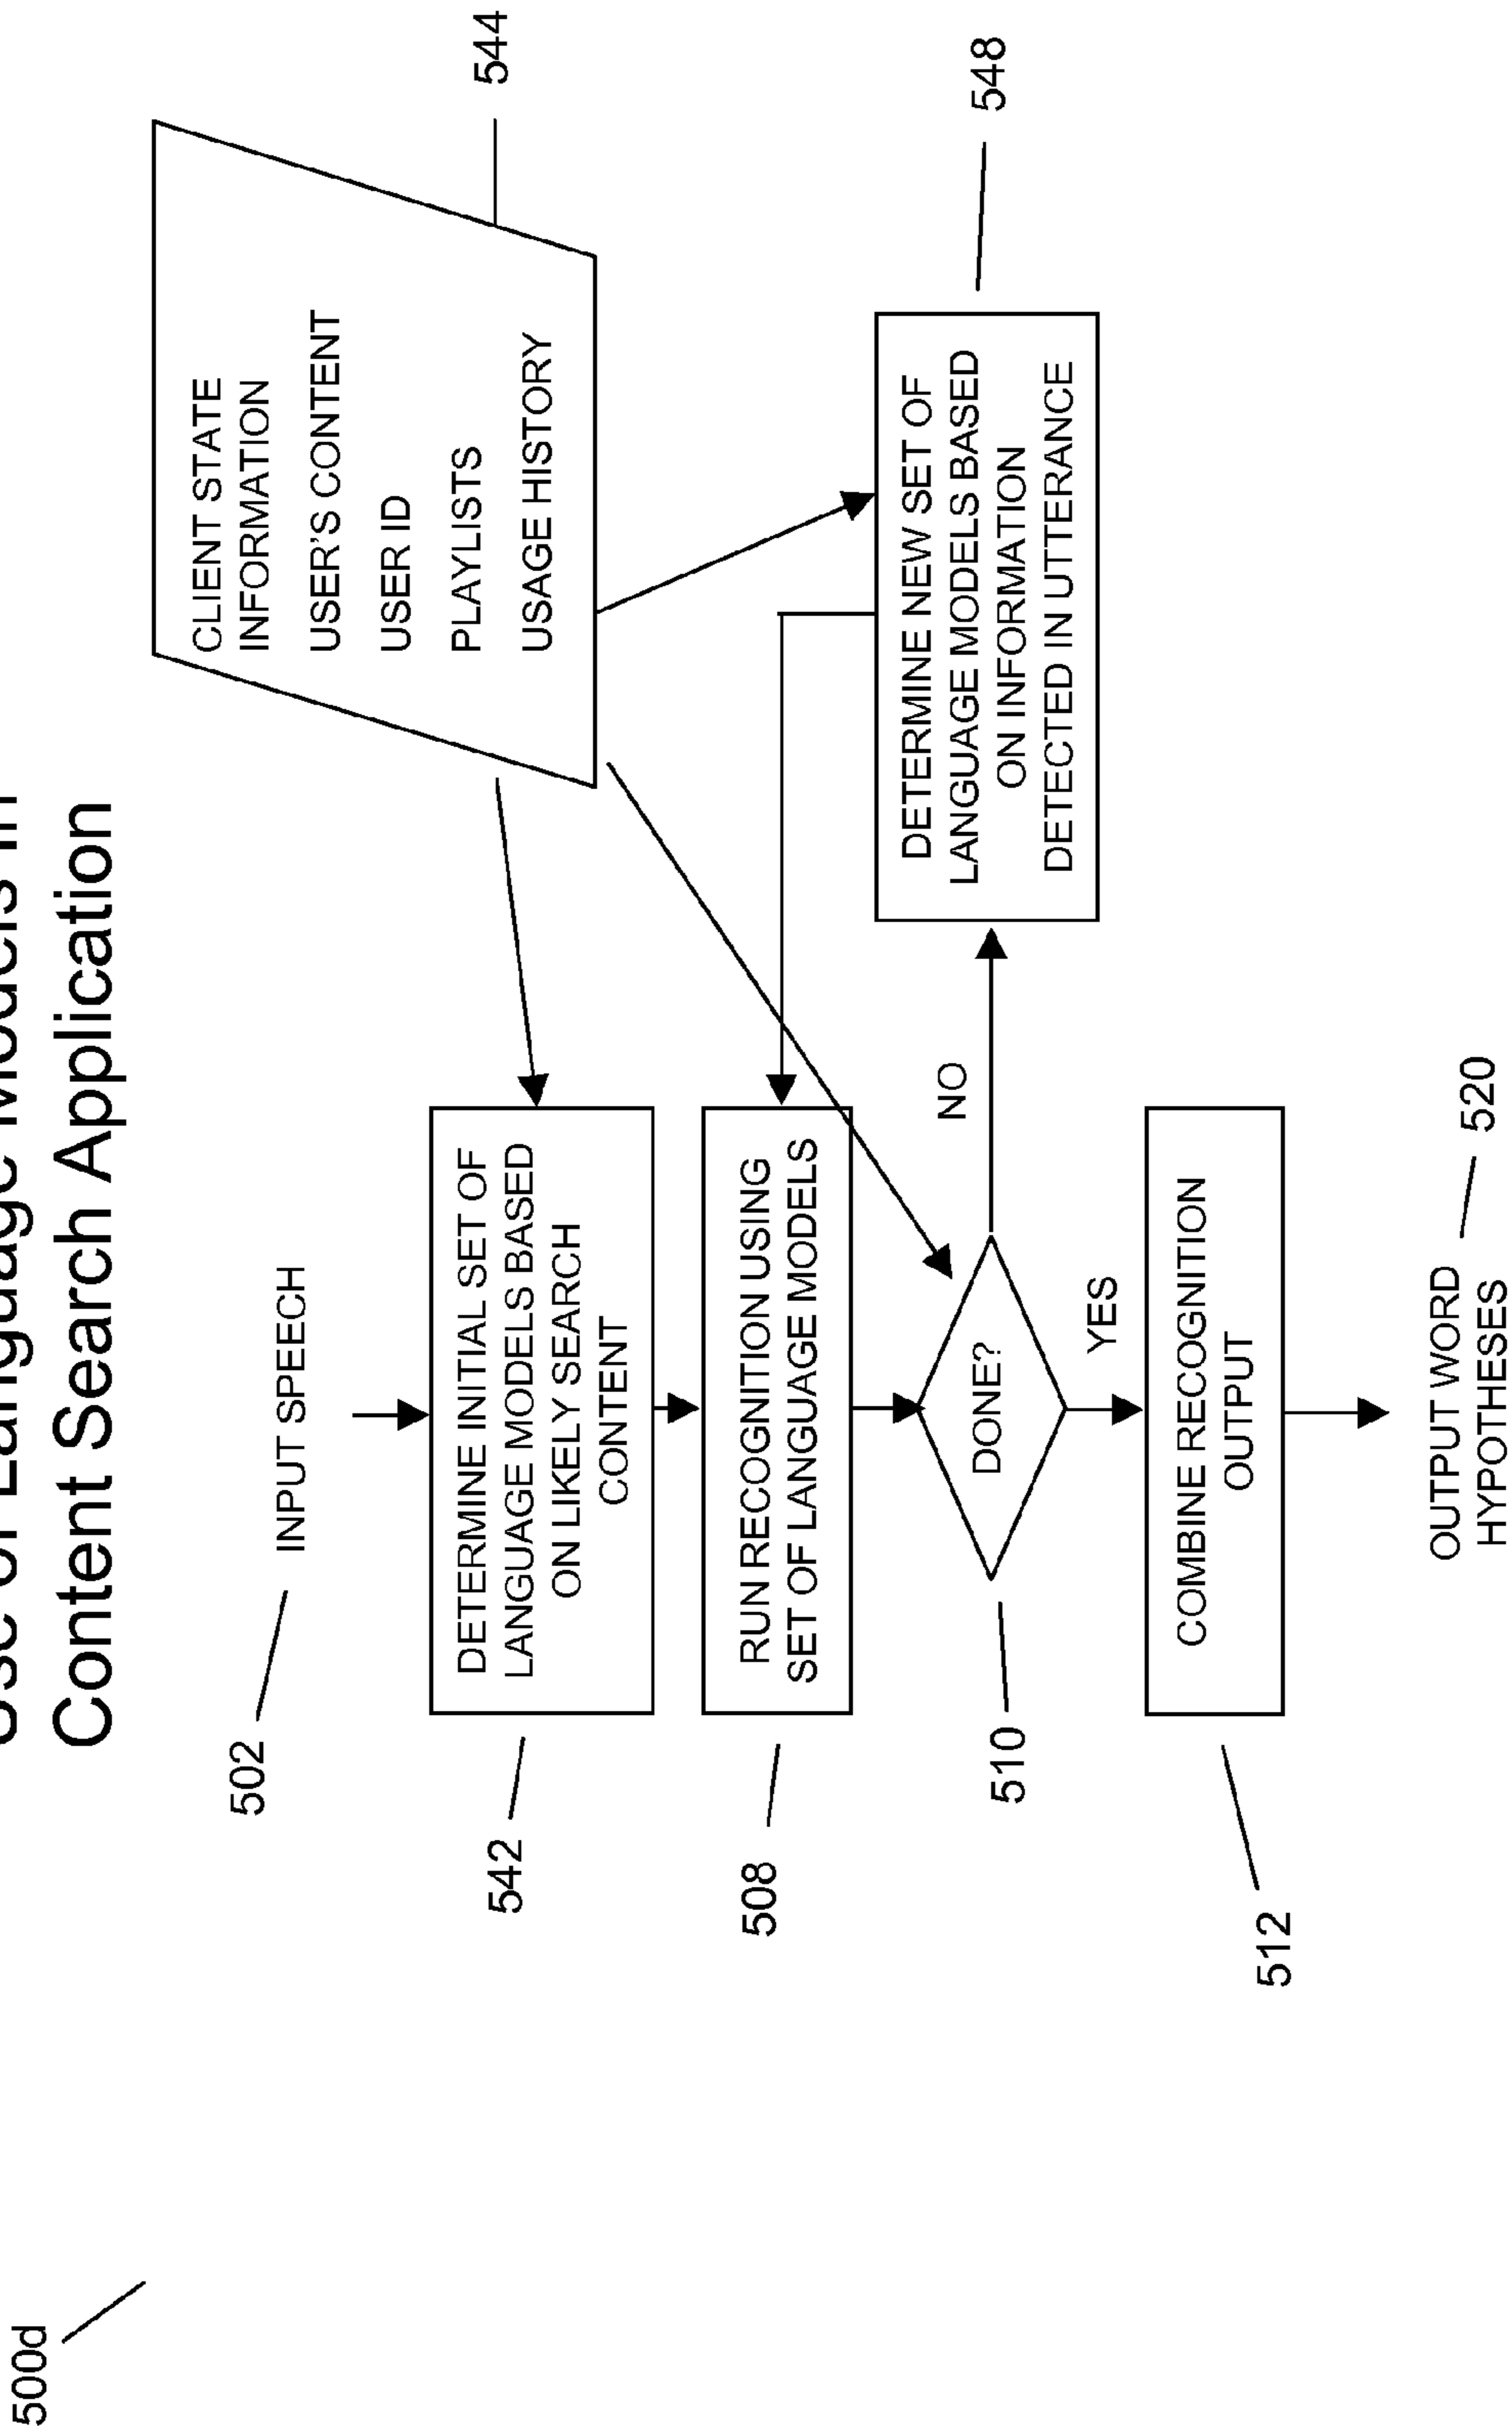 500d
Use of Language Models in
Content Search Application
502
INPUT SPEECH
CLIENT STATE
INFORMATION
USER'S CONTENT
USER ID
PLAYLISTS
USAGE HISTORY
544
542
DETERMINE INITIAL SET OF
LANGUAGE MODELS BASED
ON LIKELY SEARCH
CONTENT
508
RUN RECOGNITION USING
SET OF LANGUAGE MODELS
510
DONE?
NO
DETERMINE NEW SET OF
LANGUAGE MODELS BASED
ON INFORMATION
DETECTED IN UTTERANCE
548
YES
512
COMBINE RECOGNITION
OUTPUT
OUTPUT WORD
HYPOTHESES
520